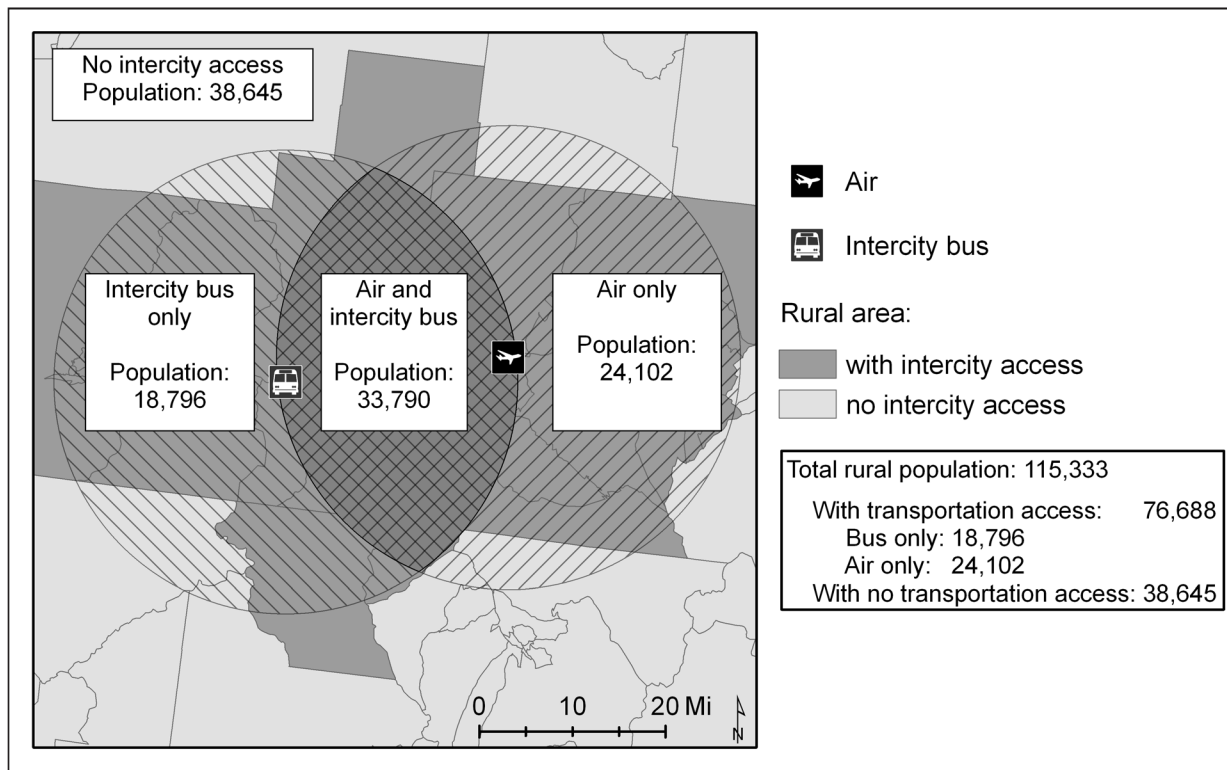 No intercity access
Population: 38,645
Intercity bus
only
Population:
18,796
Air and
intercity bus
Population:
33,790
Air only
Population:
24,102
0 10 20 Mi
N
Air
Intercity bus
Rural area:
with intercity access
no intercity access
Total rural population: 115,333
With transportation access: 76,688
Bus only: 18,796
Air only: 24,102
With no transportation access: 38,645